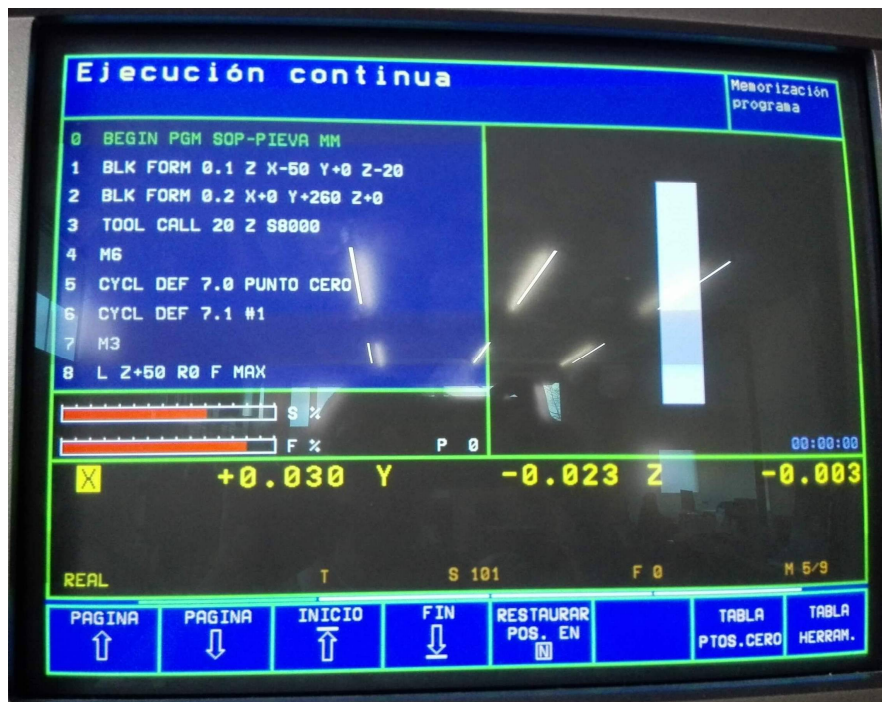 Ejecución continua
Memorización
programa
0 BEGIN PGM SOP-PIEVA MM
1 BLK FORM 0.1 Z X-50 Y+0 Z-20
2 BLK FORM 0.2 X+0 Y+260 Z+0
3 TOOL CALL 20 Z S8000
4 M6
5 CYCL DEF 7.0 PUNTO CERO
6 CYCL DEF 7.1 #1
7 M3
8 L Z+50 R0 F MAX
S %
F % P 0
00:00:00
X +0.030 Y -0.023 Z -0.003
REAL T S 101 F 0 M 5/9
PAGINA
PAGINA
INICIO
FIN
RESTAURAR
POS. EN
N
TABLA
PTOS.CERO
TABLA
HERRAM.